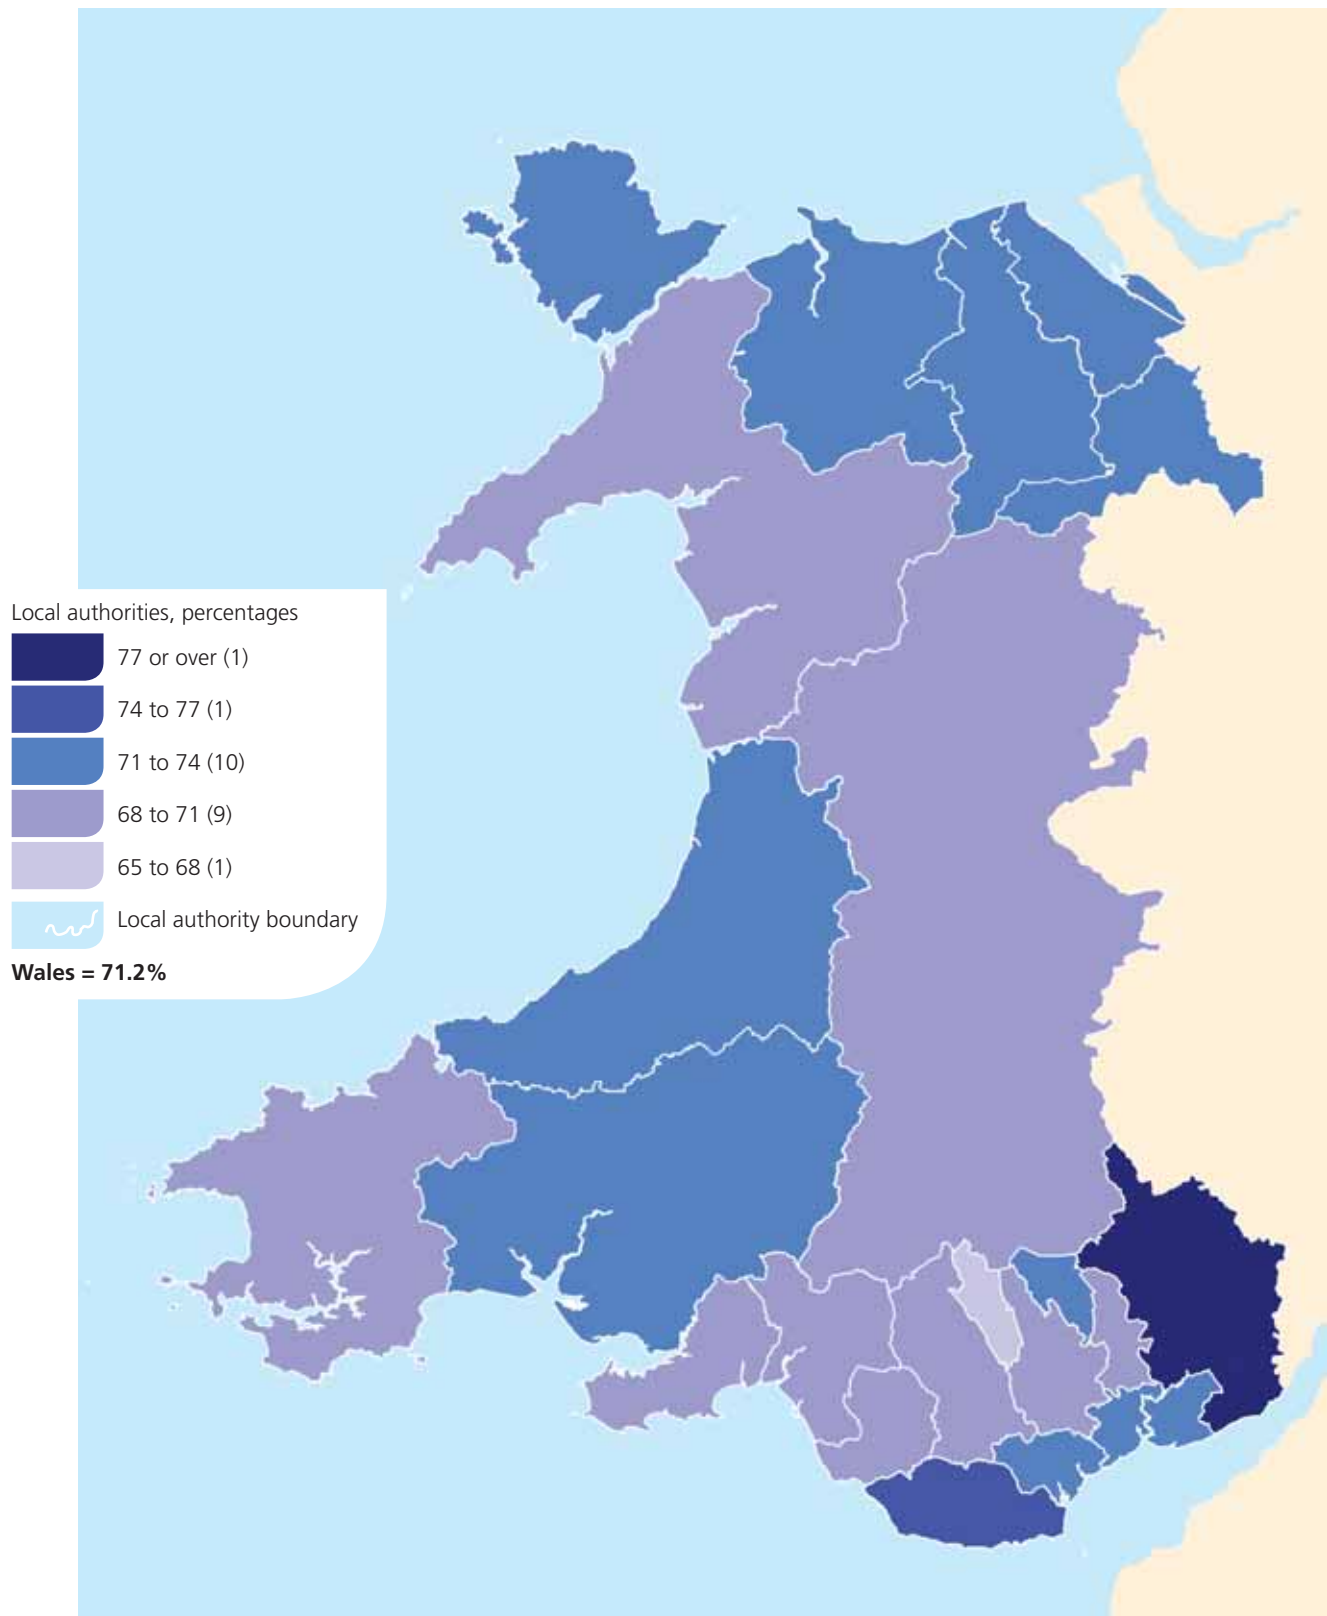 Local authorities, percentages
77 or over (1)
74 to 77 (1)
71 to 74 (10)
68 to 71 (9)
65 to 68 (1)
Local authority boundary
Wales = 71.2%